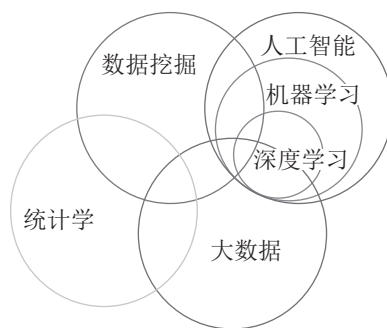 人工智能
数据挖掘
机器学习
深度学习
统计学
大数据